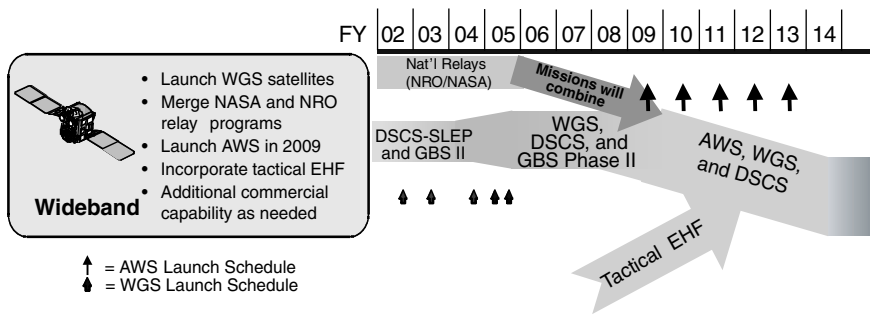 FY 02 03 04 05 06 07 08 09 10 11 12 13 14
Nat'l Relays
(NRO/NASA)
Missions will
combine
• Launch WGS satellites
• Merge NASA and NRO
relay programs
• Launch AWS in 2009
• Incorporate tactical EHF
• Additional commercial
capability as needed
Wideband
DSCS-SLEP
and GBS II
WGS,
DSCS, and
GBS Phase II
AWS, WGS,
and DSCS
Tactical EHF
= AWS Launch Schedule
= WGS Launch Schedule